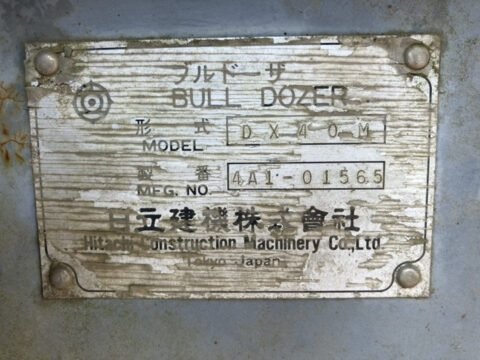 ブルドーザ
BULL DOZER
形式 DX40M
MODEL
製番 4A1-01565
MFG. NO.
日立建機株式會社
Hitachi Construction Machinery Co.,Ltd.
Tokyo Japan